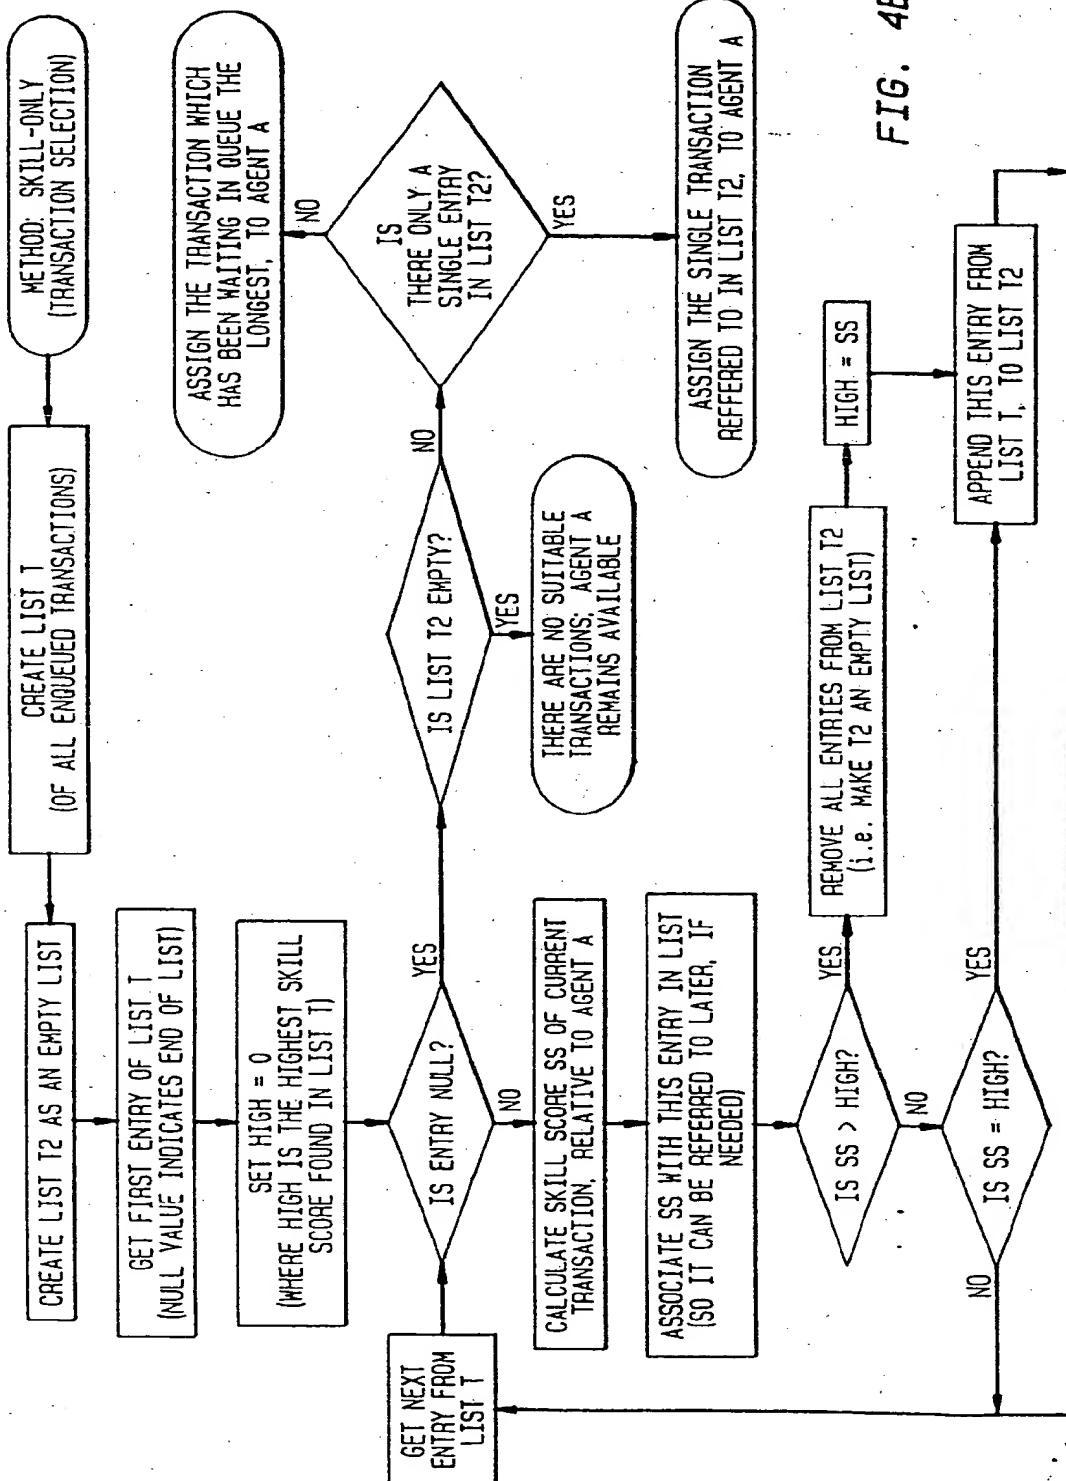 METHOD: SKILL-ONLY
(TRANSACTION SELECTION)
CREATE LIST T
(OF ALL ENQUEUED TRANSACTIONS)
CREATE LIST T2 AS AN EMPTY LIST
GET FIRST ENTRY OF LIST T
(NULL VALUE INDICATES END OF LIST)
SET HIGH = 0
(WHERE HIGH IS THE HIGHEST SKILL
SCORE FOUND IN LIST T)
GET NEXT
ENTRY FROM
LIST T
IS ENTRY NULL?
YES
NO
IS LIST T2 EMPTY?
NO
YES
THERE ARE NO SUITABLE
TRANSACTIONS; AGENT A
REMAINS AVAILABLE
IS
THERE ONLY A
SINGLE ENTRY
IN LIST T2?
NO
YES
ASSIGN THE TRANSACTION WHICH
HAS BEEN WAITING IN QUEUE THE
LONGEST, TO AGENT A
ASSIGN THE SINGLE TRANSACTION
REFFERED TO IN LIST T2, TO AGENT A
CALCULATE SKILL SCORE SS OF CURRENT
TRANSACTION, RELATIVE TO AGENT A
ASSOCIATE SS WITH THIS ENTRY IN LIST
(SO IT CAN BE REFERRED TO LATER, IF
NEEDED)
IS SS > HIGH?
YES
NO
REMOVE ALL ENTRIES FROM LIST T2
(i.e. MAKE T2 AN EMPTY LIST)
HIGH = SS
IS SS = HIGH?
YES
NO
APPEND THIS ENTRY FROM
LIST T, TO LIST T2
FIG. 4B